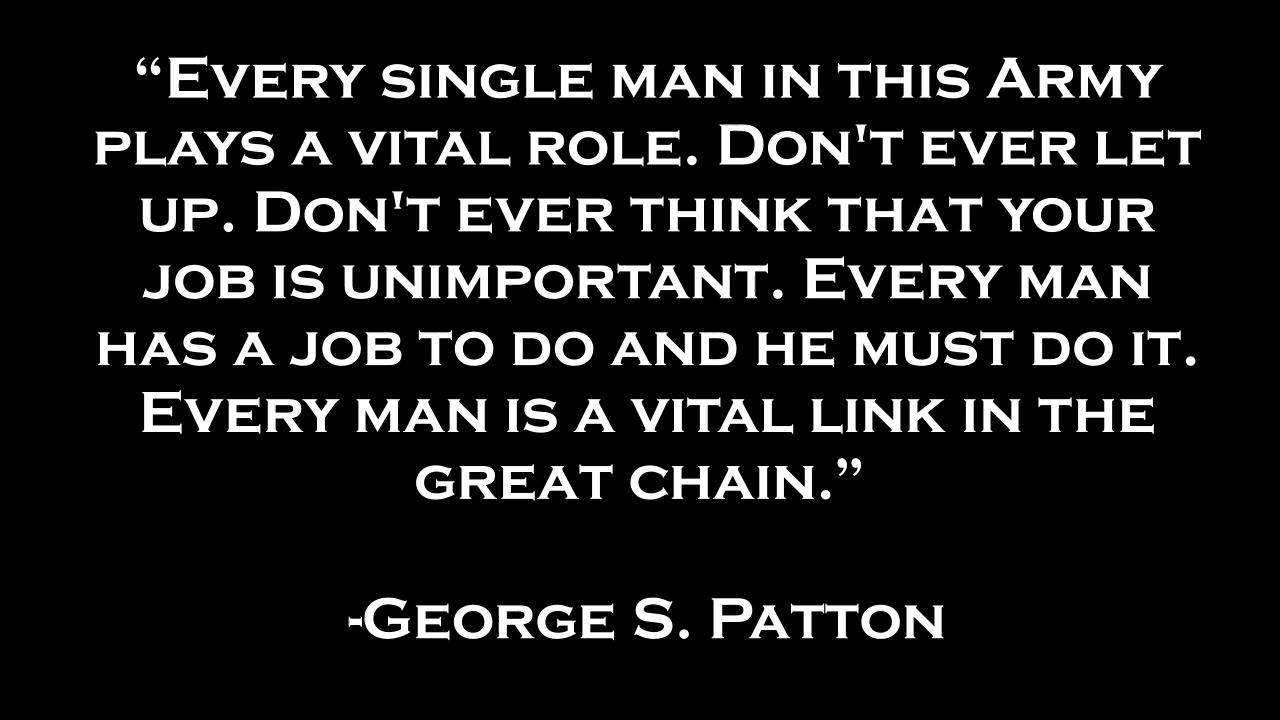 “Every single man in this Army
plays a vital role. Don't ever let
up. Don't ever think that your
job is unimportant. Every man
has a job to do and he must do it.
Every man is a vital link in the
great chain.”
-George S. Patton